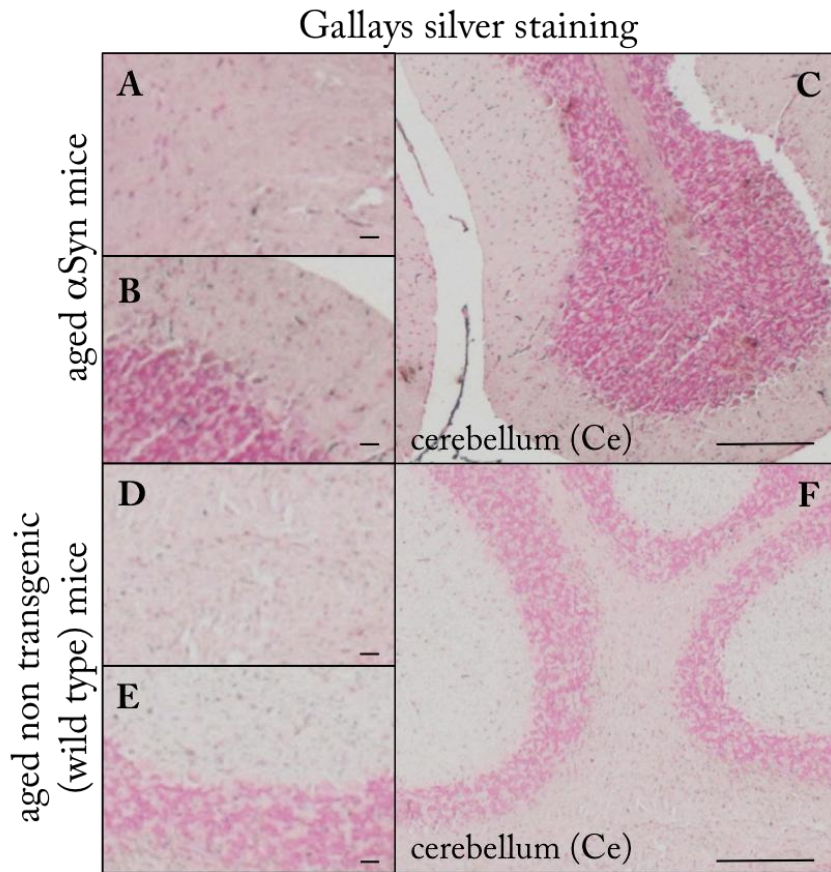 Gallays silver staining
aged αSyn mice
A
B
C
cerebellum (Ce)
aged non transgenic
(wild type) mice
D
E
F
cerebellum (Ce)